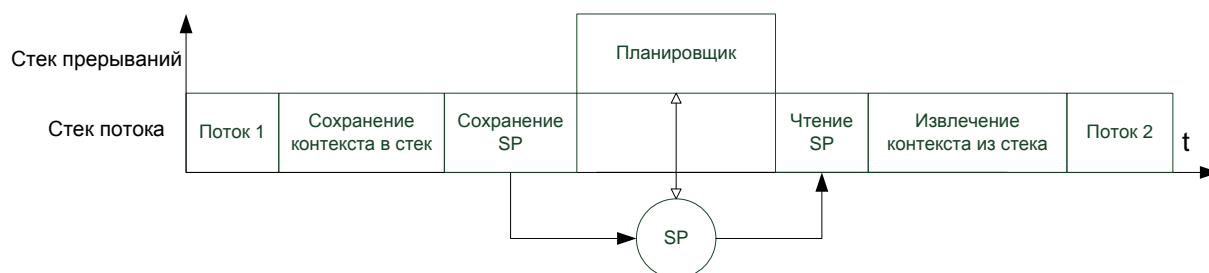 Стек прерываний
Планировщик
Стек потока
Поток 1
Сохранение
контекста в стек
Сохранение
SP
Чтение
SP
Извлечение
контекста из стека
Поток 2
t
SP